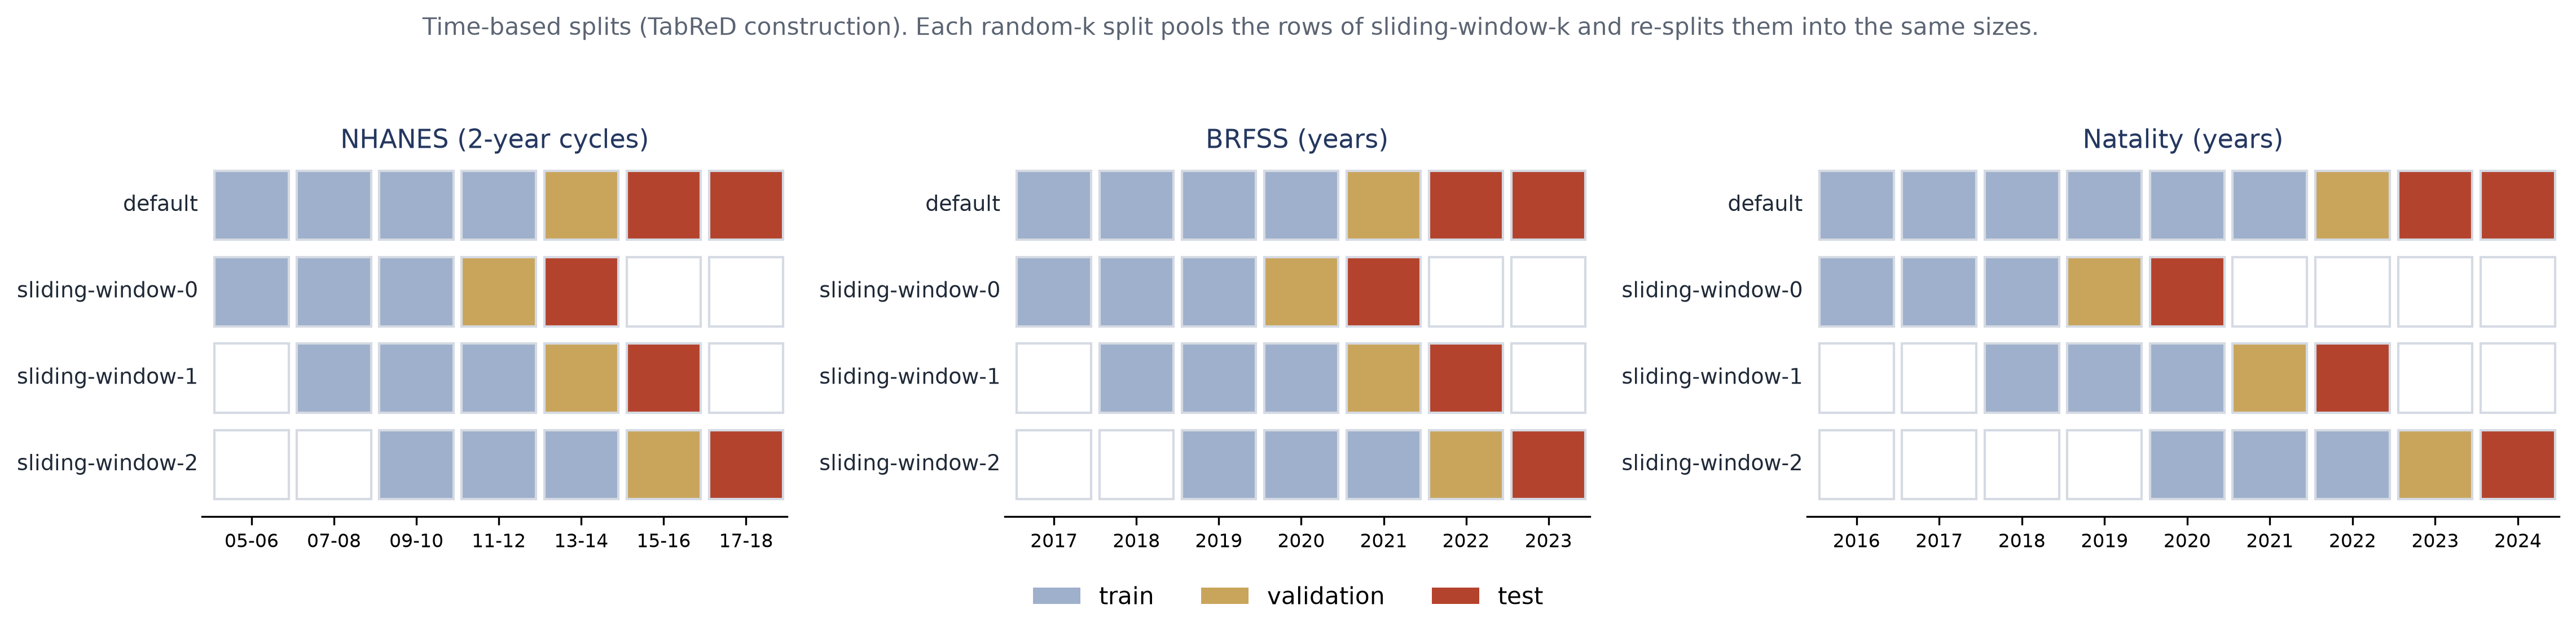 Time-based splits (TabReD construction). Each random-k split pools the rows of sliding-window-k and re-splits them into the same sizes.
NHANES (2-year cycles)
default
sliding-window-0
sliding-window-1
sliding-window-2
05-06 07-08 09-10 11-12 13-14 15-16 17-18
BRFSS (years)
default
sliding-window-0
sliding-window-1
sliding-window-2
2017 2018 2019 2020 2021 2022 2023
Natality (years)
default
sliding-window-0
sliding-window-1
sliding-window-2
2016 2017 2018 2019 2020 2021 2022 2023 2024
train validation test